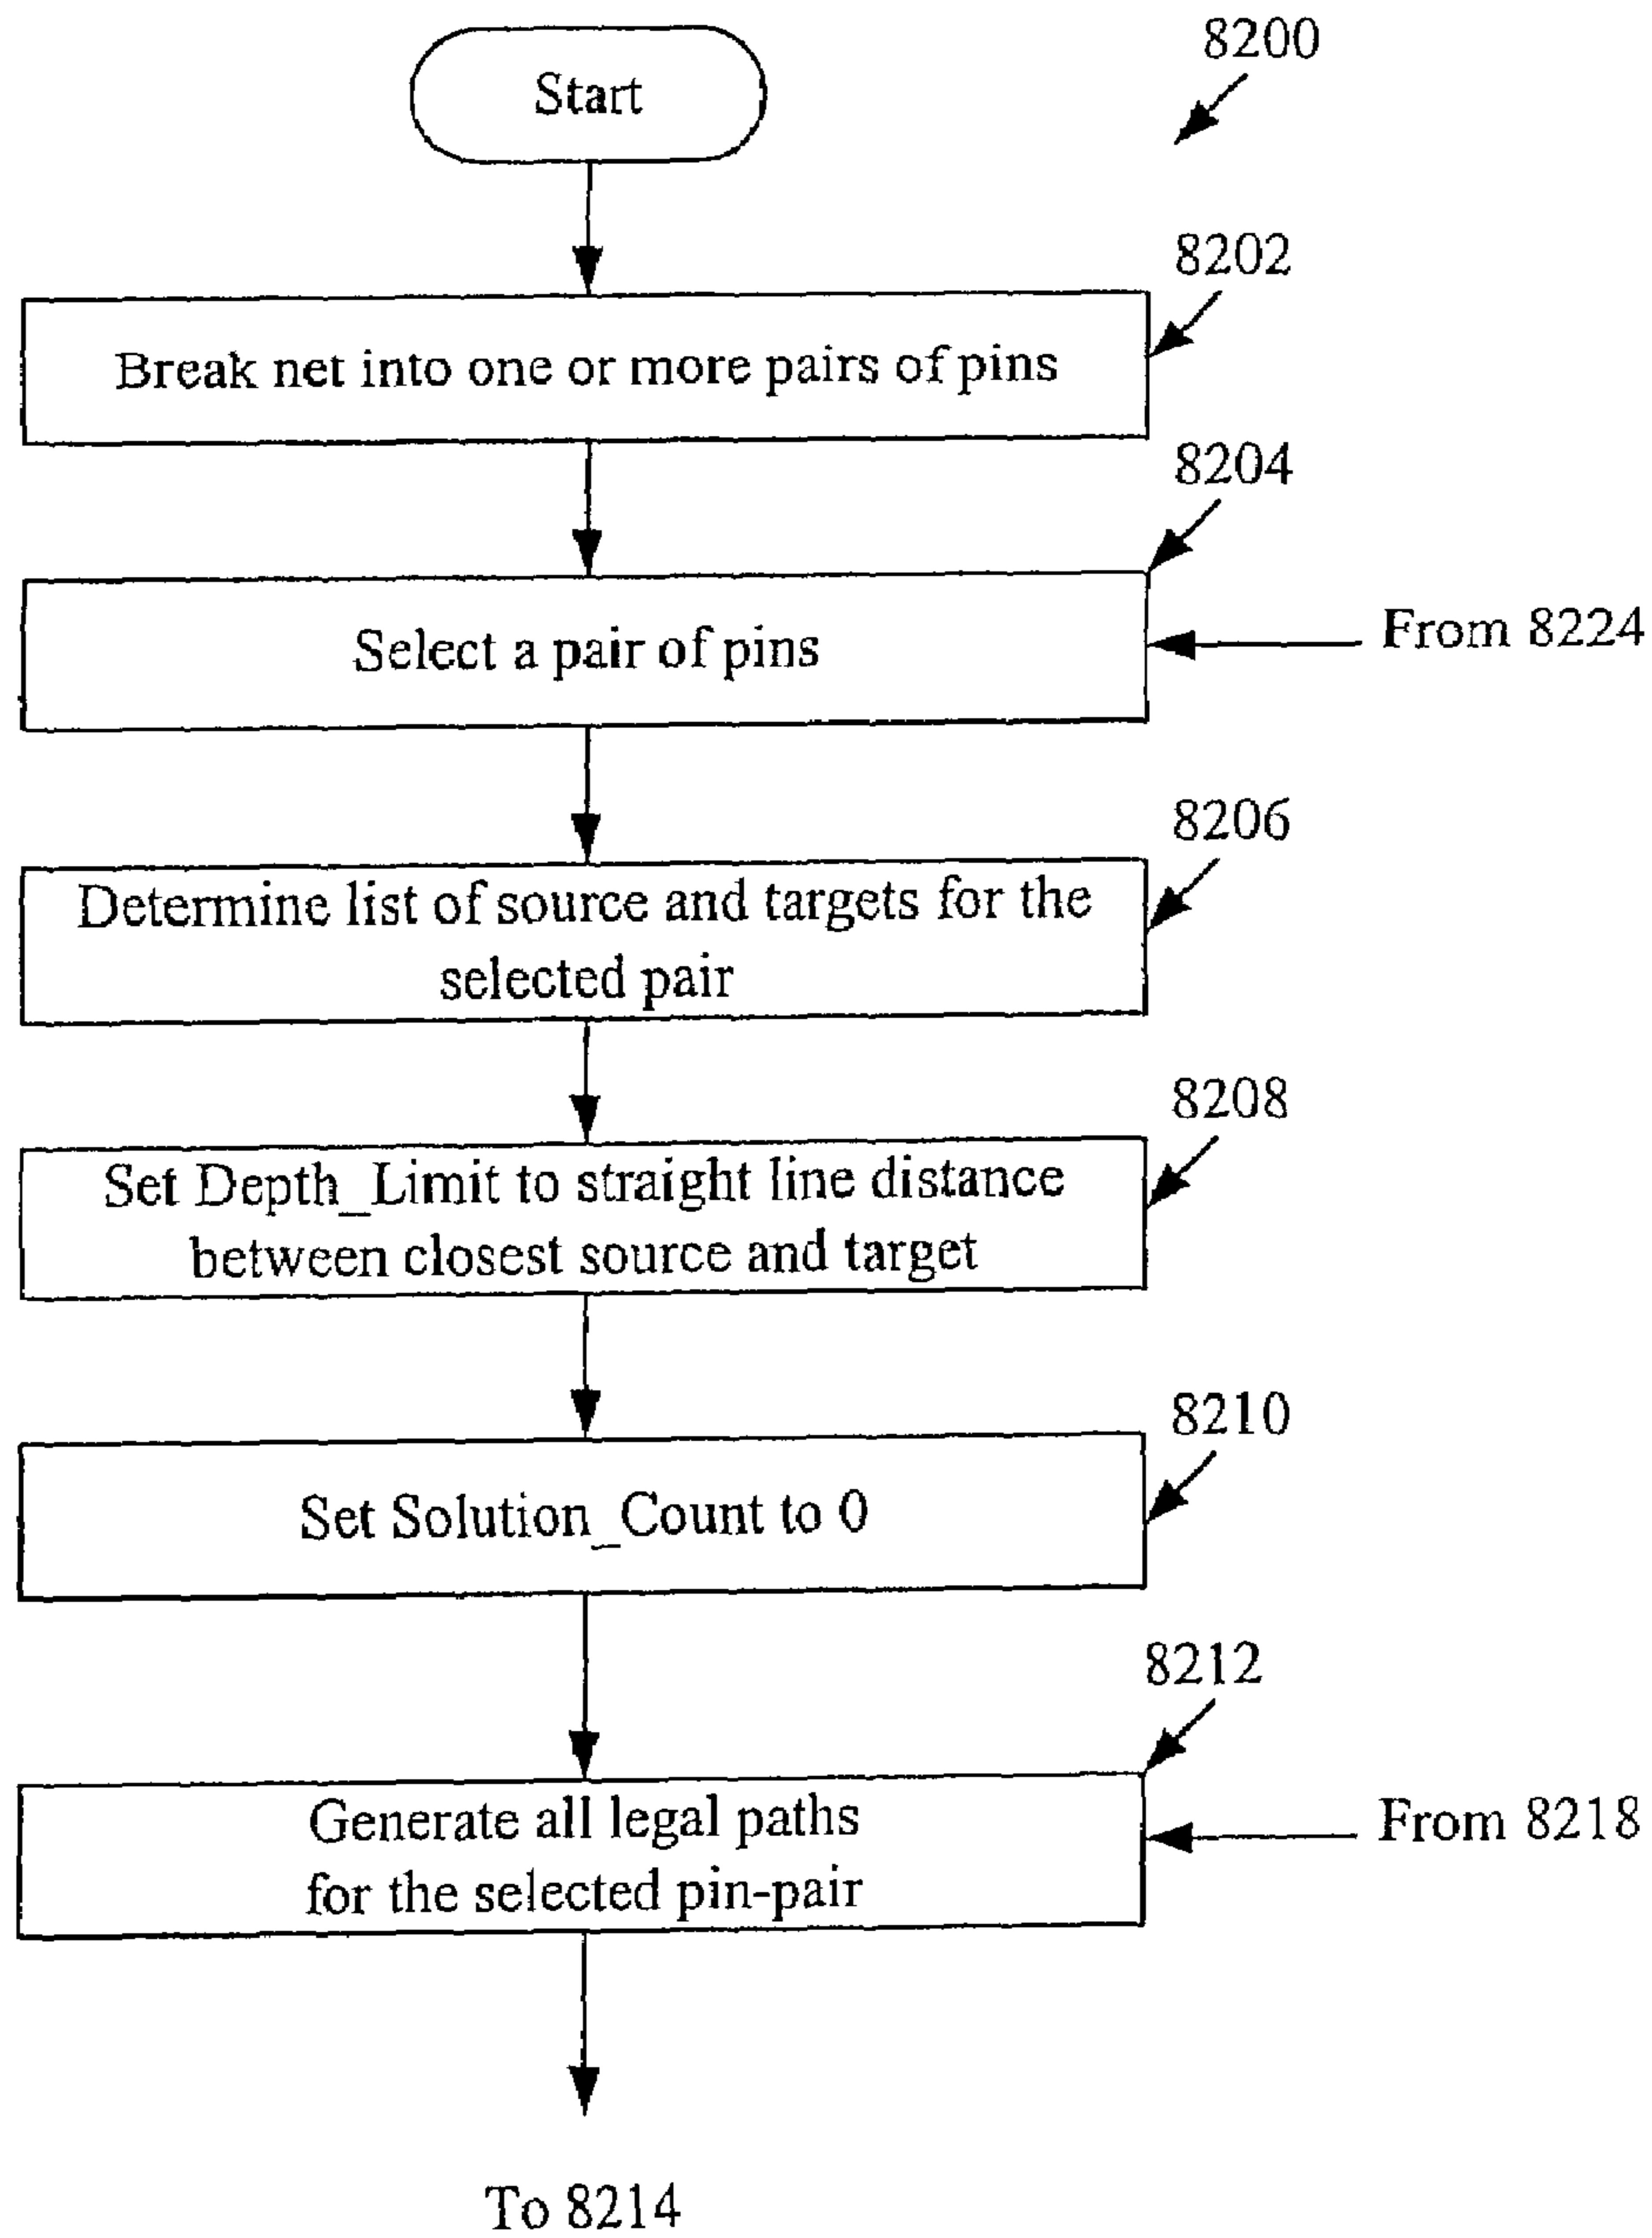 8200
Start
8202
Break net into one or more pairs of pins
8204
Select a pair of pins
From 8224
8206
Determine list of source and targets for the
selected pair
8208
Set Depth_Limit to straight line distance
between closest source and target
8210
Set Solution_Count to 0
8212
Generate all legal paths
for the selected pin-pair
From 8218
To 8214